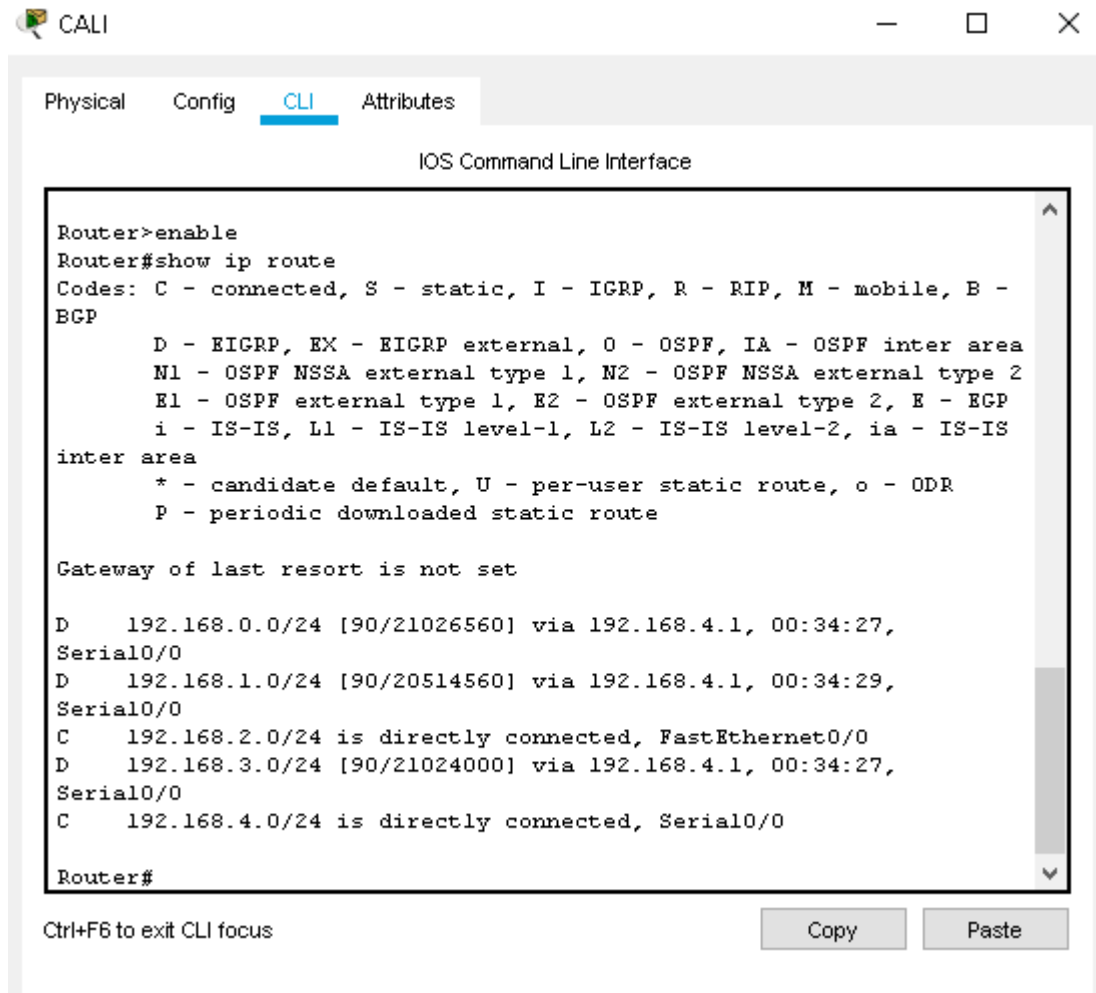 CALI
Physical Config CLI Attributes
IOS Command Line Interface
Router>enable
Router#show ip route
Codes: C - connected, S - static, I - IGRP, R - RIP, M - mobile, B -
BGP
D - EIGRP, EX - EIGRP external, O - OSPF, IA - OSPF inter area
N1 - OSPF NSSA external type 1, N2 - OSPF NSSA external type 2
E1 - OSPF external type 1, E2 - OSPF external type 2, E - EGP
i - IS-IS, L1 - IS-IS level-1, L2 - IS-IS level-2, ia - IS-IS
inter area
* - candidate default, U - per-user static route, o - ODR
P - periodic downloaded static route
Gateway of last resort is not set
D 192.168.0.0/24 [90/21026560] via 192.168.4.1, 00:34:27,
Serial0/0
D 192.168.1.0/24 [90/20514560] via 192.168.4.1, 00:34:29,
Serial0/0
C 192.168.2.0/24 is directly connected, FastEthernet0/0
D 192.168.3.0/24 [90/21024000] via 192.168.4.1, 00:34:27,
Serial0/0
C 192.168.4.0/24 is directly connected, Serial0/0
Router#
Ctrl+F6 to exit CLI focus Copy Paste